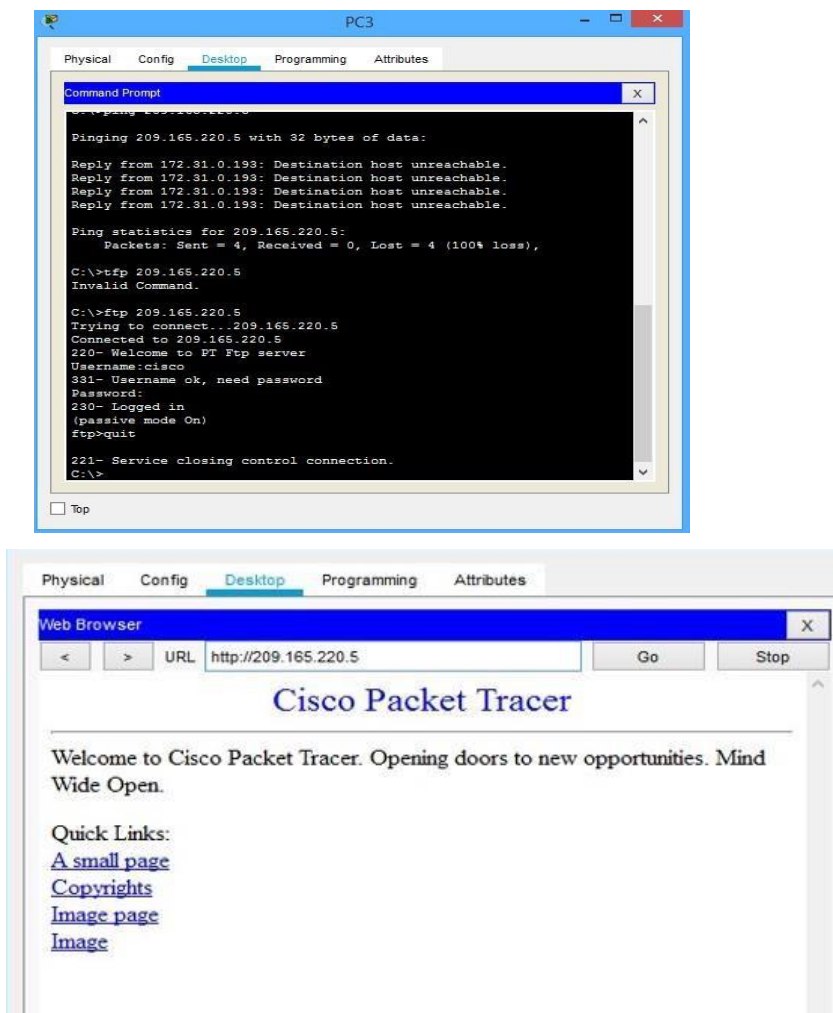 PC3
Physical Config Desktop Programming Attributes
Command Prompt X
Pinging 209.165.220.5 with 32 bytes of data:
Reply from 172.31.0.193: Destination host unreachable.
Reply from 172.31.0.193: Destination host unreachable.
Reply from 172.31.0.193: Destination host unreachable.
Reply from 172.31.0.193: Destination host unreachable.
Ping statistics for 209.165.220.5:
Packets: Sent = 4, Received = 0, Lost = 4 (100% loss),
C:\>tfp 209.165.220.5
Invalid Command.
C:\>ftp 209.165.220.5
Trying to connect...209.165.220.5
Connected to 209.165.220.5
220- Welcome to PT Ftp server
Username:cisco
331- Username ok, need password
Password:
230- Logged in
(passive mode On)
ftp>quit
221- Service closing control connection.
C:\>
Top
Physical Config Desktop Programming Attributes
Web Browser X
< > URL http://209.165.220.5 Go Stop
Cisco Packet Tracer
Welcome to Cisco Packet Tracer. Opening doors to new opportunities. Mind
Wide Open.
Quick Links:
A small page
Copyrights
Image page
Image